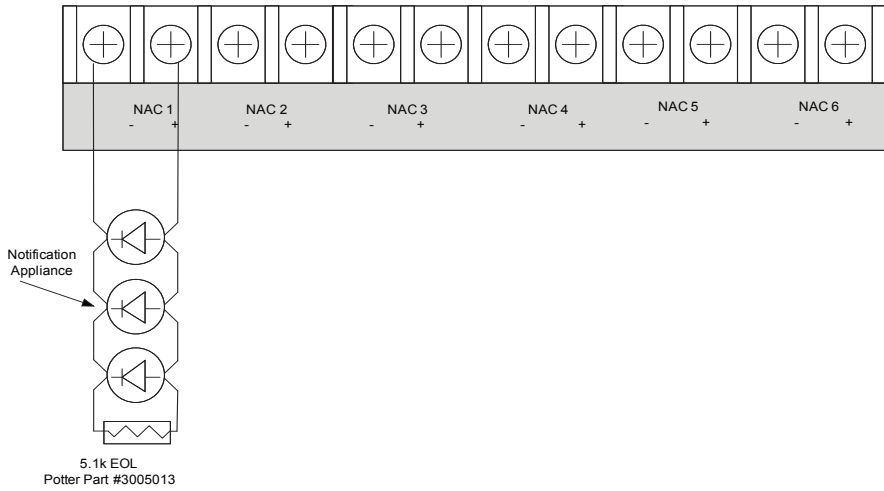 NAC 1 NAC 2 NAC 3 NAC 4 NAC 5 NAC 6
- + - + - + - + - + - +
Notification
Appliance
5.1k EOL
Potter Part #3005013